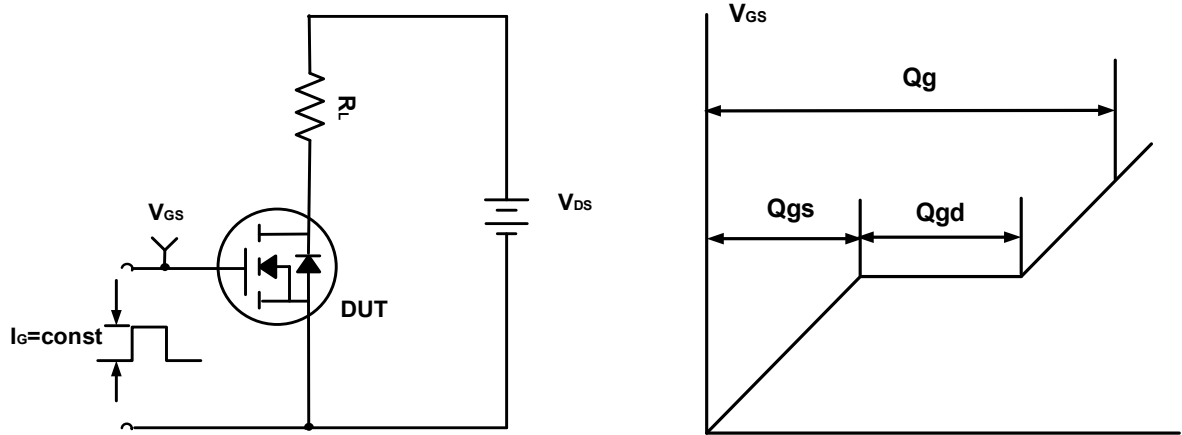 RL
VGS
VDS
DUT
IG=const
VGS
Qg
Qgs
Qgd